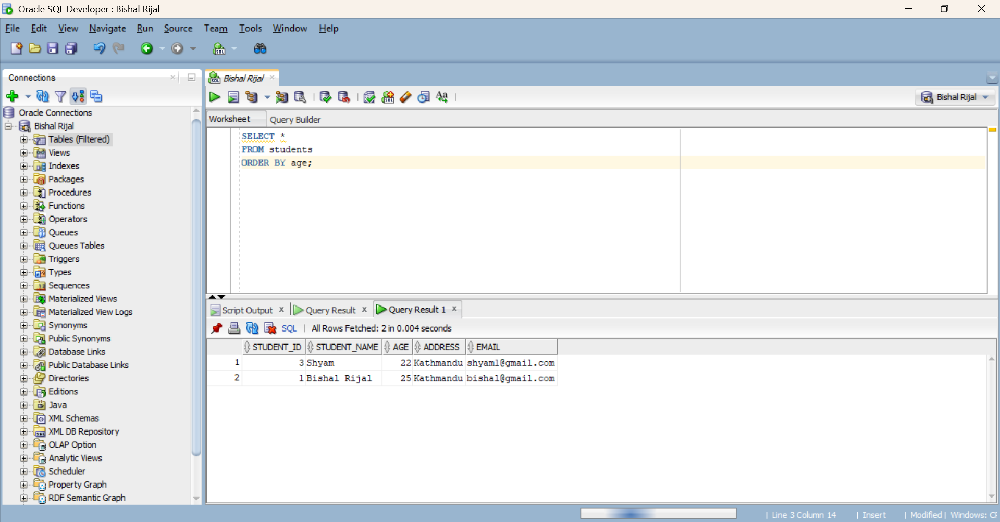 Oracle SQL Developer : Bishal Rijal
File Edit View Navigate Run Source Team Tools Window Help
Connections
Oracle Connections
Bishal Rijal
Tables (Filtered)
Views
Indexes
Packages
Procedures
Functions
Operators
Queues
Queues Tables
Triggers
Types
Sequences
Materialized Views
Materialized View Logs
Synonyms
Public Synonyms
Database Links
Public Database Links
Directories
Editions
Java
XML Schemas
XML DB Repository
OLAP Option
Analytic Views
Scheduler
Property Graph
RDF Semantic Graph
Bishal Rijal
Bishal Rijal
Worksheet Query Builder
SELECT *
FROM students
ORDER BY age;
Script Output x Query Result x Query Result 1 x
SQL | All Rows Fetched: 2 in 0.004 seconds
STUDENT_ID STUDENT_NAME AGE ADDRESS EMAIL
1 3 Shyam 22 Kathmandu shyam1@gmail.com
2 1 Bishal Rijal 25 Kathmandu bishal@gmail.com
| Line 3 Column 14 | Insert | Modified | Windows: